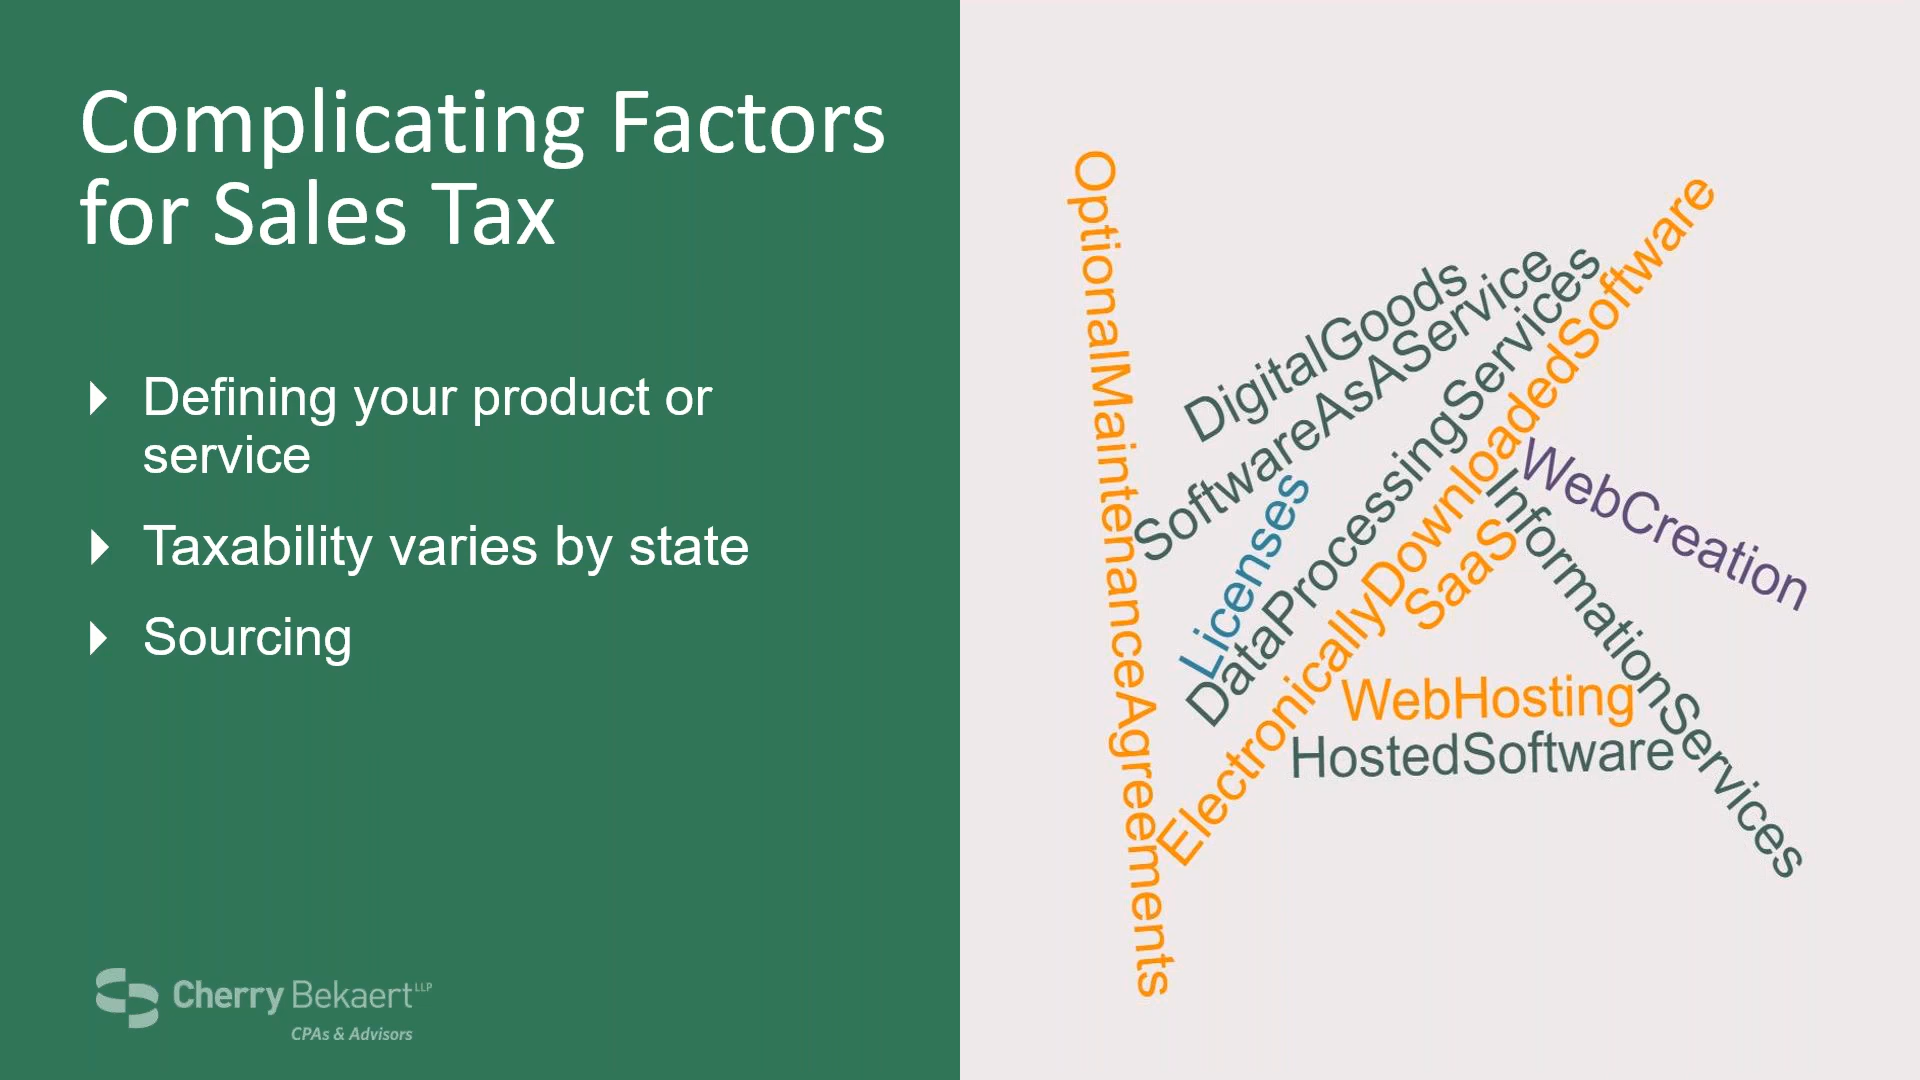 Complicating Factors
for Sales Tax
Defining your product or
service
Taxability varies by state
Sourcing
Cherry Bekaert LLP
CPAs & Advisors
OptionalMaintenanceAgreements
DigitalGoods
SoftwareAsAService
Licenses
DataProcessingServices
ElectronicallyDownloadedSoftware
SaaS
WebCreation
InformationServices
WebHosting
HostedSoftware